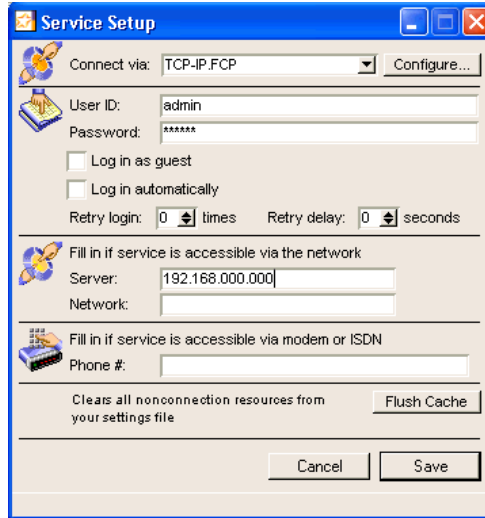 Service Setup
Connect via: TCP-IP.FCP Configure...
User ID: admin
Password: ******
Log in as guest
Log in automatically
Retry login: 0 times Retry delay: 0 seconds
Fill in if service is accessible via the network
Server: 192.168.000.000
Network:
Fill in if service is accessible via modem or ISDN
Phone #:
Clears all nonconnection resources from Flush Cache
your settings file
Cancel Save